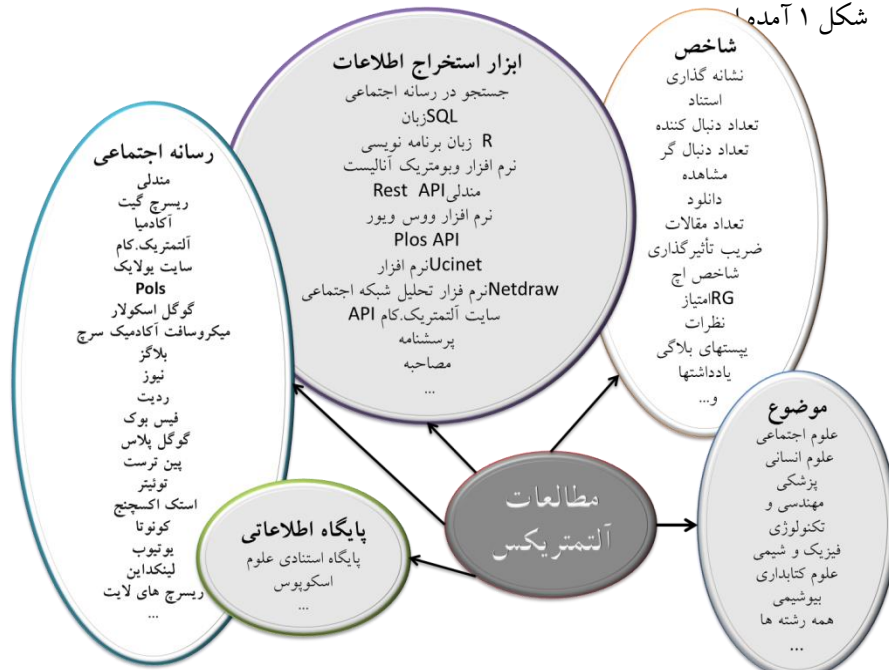 شکل ۱ آمده
شاخص
نشانه گذاری
استناد
تعداد دنبال کننده
تعداد دنبال گر
مشاهده
دانلود
تعداد مقالات
ضریب تأثیرگذاری
شاخص اچ
امتیازRG
نظرات
پیستهای بلاگی
یادداشتها
و...
ابزار استخراج اطلاعات
جستجو در رسانه اجتماعی
زبانSQL
R زبان برنامه نویسی
نرم افزار وبومتریک آنالیست
مندلیRest API
نرم افزار ووس ویور
Plos API
نرم افزارUcinet
نرم فزار تحلیل شبکه اجتماعیNetdraw
سایت آلتمتریک.کام API
پرسشنامه
مصاحبه
...
رسانه اجتماعی
مندلی
ریسرچ گیت
آکادمیا
آلتمتریک.کام
سایت یولایک
Pols
گوگل اسکولار
میکروسافت آکادمیک سرچ
بلاگز
نیوز
ردیت
فیس بوک
گوگل پلاس
پین ترست
توئیتر
استک اکسچنج
کونوتا
یوتیوب
لینکداین
ریسرچ های لایت
...
موضوع
علوم اجتماعی
علوم انسانی
پزشکی
مهندسی و
تکنولوژی
فیزیک و شیمی
علوم کتابداری
بیوشیمی
همه رشته ها
...
مطالعات
آلتمتریکس
پایگاه اطلاعاتی
پایگاه استنادی علوم
اسکوپوس
...